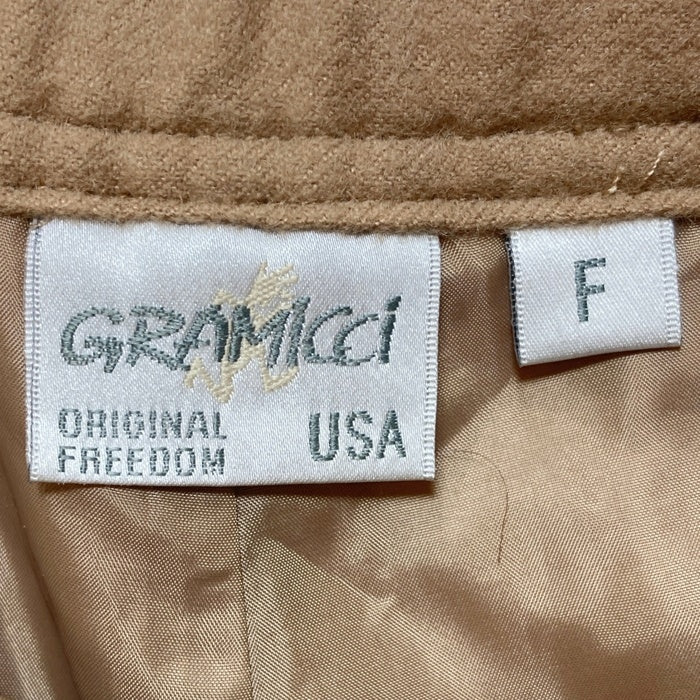 GRAMICCi
ORIGINAL
FREEDOM
USA
F